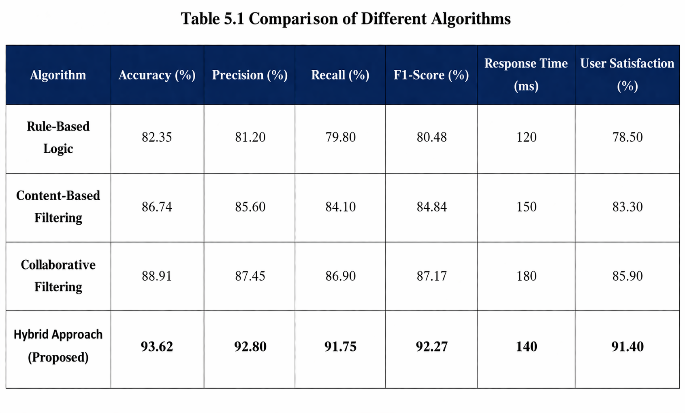 Table 5.1 Comparison of Different Algorithms
Algorithm Accuracy (%) Precision (%) Recall (%) F1-Score (%) Response Time (ms) User Satisfaction (%)
Rule-Based Logic 82.35 81.20 79.80 80.48 120 78.50
Content-Based Filtering 86.74 85.60 84.10 84.84 150 83.30
Collaborative Filtering 88.91 87.45 86.90 87.17 180 85.90
Hybrid Approach (Proposed) 93.62 92.80 91.75 92.27 140 91.40